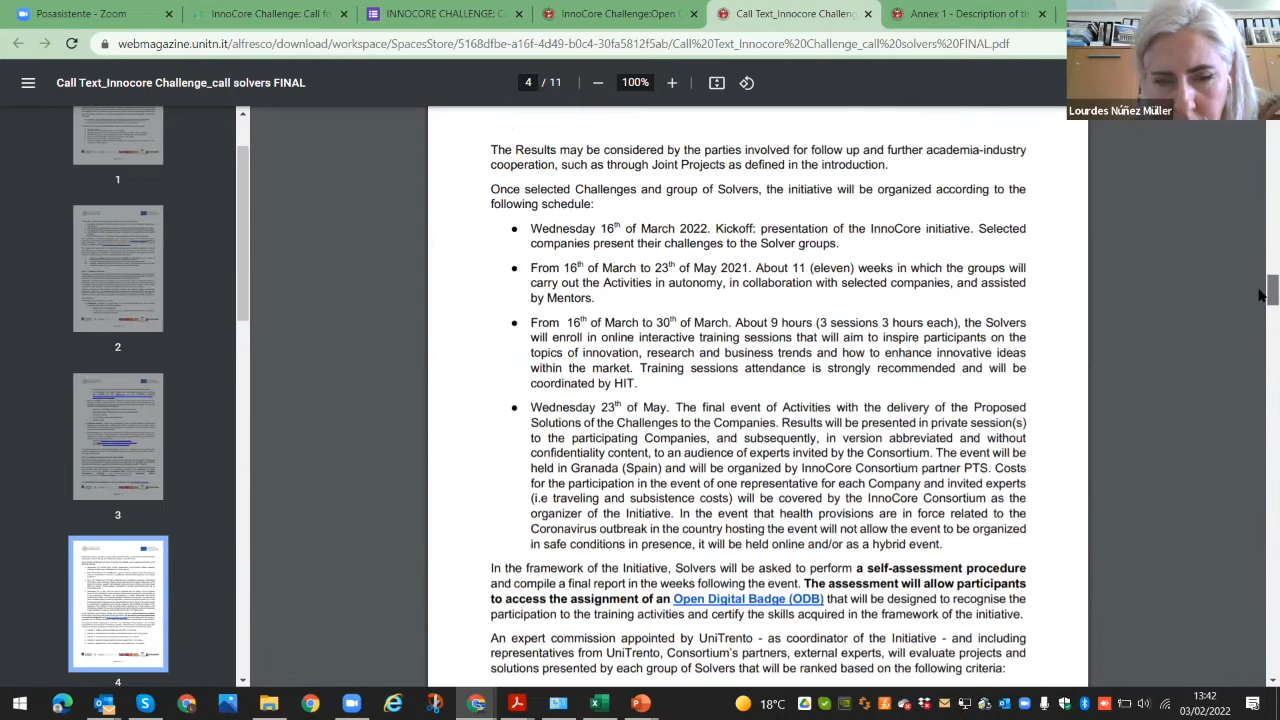 InnoCore Challenge:Open
Call Text_Innocore Challenge
Annex 1 - Description of th
webmagazine.unitn.it/alfresco/download/workspace/SpacesStore/5168dfbe-a16f-4d49-
Call Text_Innocore Challenge_call solvers FINAL
4 / 11
100%
Lourdes Núñez Müller
1
2
3
4
The Results may be considered by the parties involved for follow up and further academia-industry
cooperation, such as through Joint Projects as defined in the introduction.
Once selected Challenges and group of Solvers, the initiative will be organized according to the
following schedule:
● Wednesday 16th of March 2022. Kickoff: presentation of the InnoCore initiative. Selected
companies present their challenges to the Solver groups.
● From 16th of March to 23th of May 2021. About 11 (eleven) weeks in which the groups will
carry out the Activities in autonomy, in collaboration with selected companies, and assisted
by Mentors.
● From 16th of March to 30th of March. About 9 hours (3 sessions 3 hours each), the Solvers
will enroll in online interactive training sessions that will aim to inspire participants on the
topics of innovation, research and business trends and how to enhance innovative ideas
within the market. Training sessions attendance is strongly recommended and will be
coordinated by HIT.
● Wednesday 23th of May. The final event of Activities with the delivery of the Proposed
Solutions of the Challenges to the Companies. Results will be presented in private session(s)
to the participating Companies, and subsequently, in version abbreviated and without
confidentiality content, to an audience of experts invited by the Consortium. The event will be
held in Granada (Spain) and will be organized by InnoCore Consortium partner PTS. Costs
for the participation in the event of one representative for each Company and invited experts
(i.e traveling and subsistence costs) will be covered by the InnoCore Consortium as the
organizer of the Initiative. In the event that health provisions are in force related to the
Coronavirus outbreak in the country hosting the event will not allow the event to be organized
in safe conditions in presence, it will be held online and/or as a hybrid event.
In the framework of the Initiative, Solvers will be asked to perform a self-assessment procedure
and compile a final report in the weeks following the event. The assessment will allow participants
to access the assignment of an Open Digital Badge (ODB) that will be designed to recognise the
participation to the training activities and certify the skills acquired in the framework of the initiative.
An expert commission appointed by UniTrento - as coordinator of the Initiative - and including
representatives from UniTrento, Consortium's partners, external experts, will evaluate projects and
solutions presented by each group of Solvers that will be ranked based on the following criteria:
18°C
13:42
03/02/2022